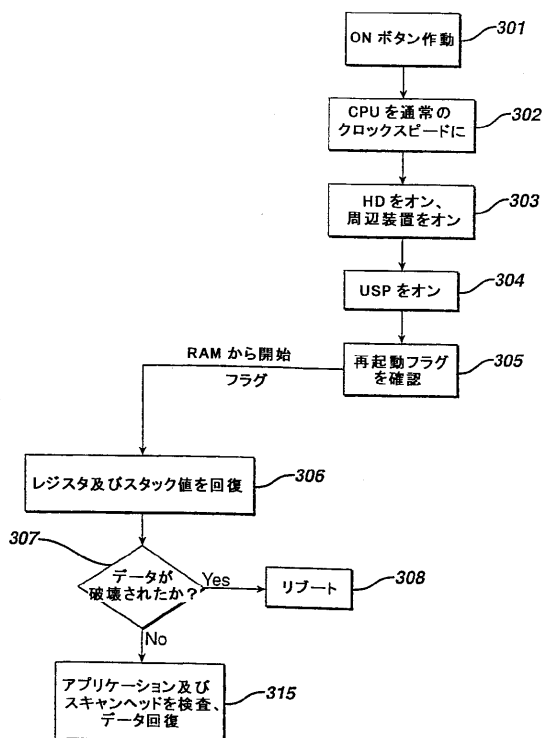 ON ボタン作動
301
CPU を通常の
クロックスピードに
302
HD をオン、
周辺装置をオン
303
USP をオン
304
再起動フラグ
を確認
305
RAM から開始
フラグ
レジスタ及びスタック値を回復
306
307
データが
破壊されたか?
Yes
リブート
308
No
アプリケーション及び
スキャンヘッドを検査、
データ回復
315